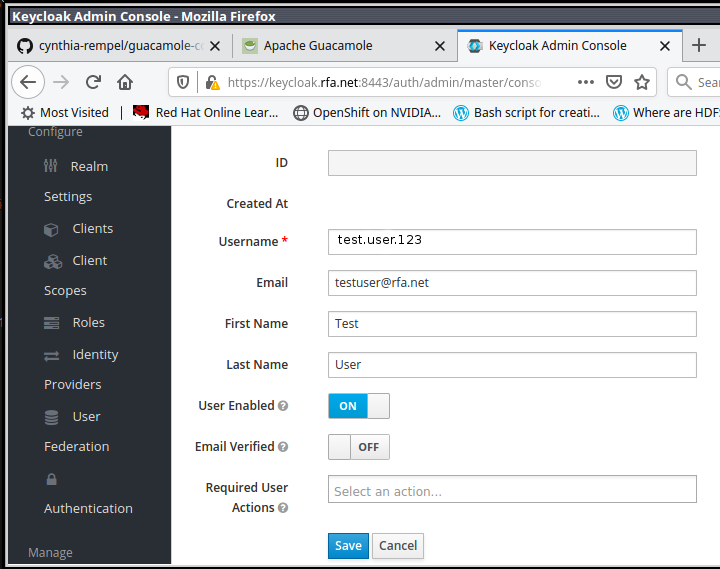 Keycloak Admin Console - Mozilla Firefox
cynthia-rempel/guacamole-c
Apache Guacamole
Keycloak Admin Console
https://keycloak.rfa.net:8443/auth/admin/master/conso
Sea
Most Visited
Red Hat Online Lear...
OpenShift on NVIDIA...
Bash script for creati...
Where are HDF
Configure
Realm
Settings
Clients
Client
Scopes
Roles
Identity
Providers
User
Federation
Authentication
Manage
ID
Created At
Username * test.user.123
Email testuser@rfa.net
First Name Test
Last Name User
User Enabled ON
Email Verified OFF
Required User Select an action...
Actions
Save Cancel